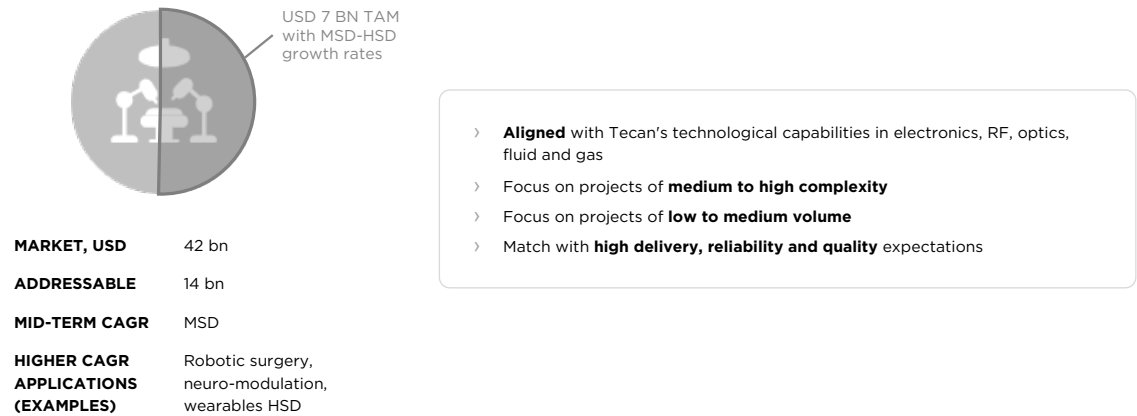 USD 7 BN TAM
with MSD-HSD
growth rates
MARKET, USD 42 bn
ADDRESSABLE 14 bn
MID-TERM CAGR MSD
HIGHER CAGR Robotic surgery,
APPLICATIONS neuro-modulation,
(EXAMPLES) wearables HSD
› Aligned with Tecan's technological capabilities in electronics, RF, optics,
fluid and gas
› Focus on projects of medium to high complexity
› Focus on projects of low to medium volume
› Match with high delivery, reliability and quality expectations